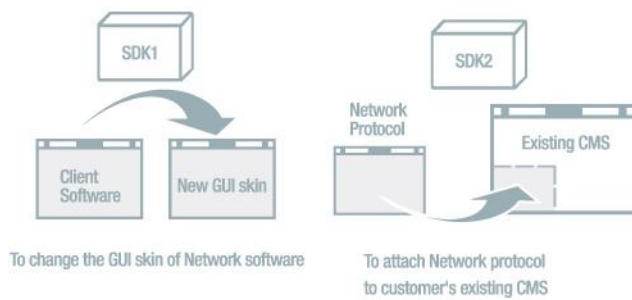 SDK1
Client
Software
New GUI skin
To change the GUI skin of Network software
SDK2
Network
Protocol
Existing CMS
To attach Network protocol
to customer's existing CMS